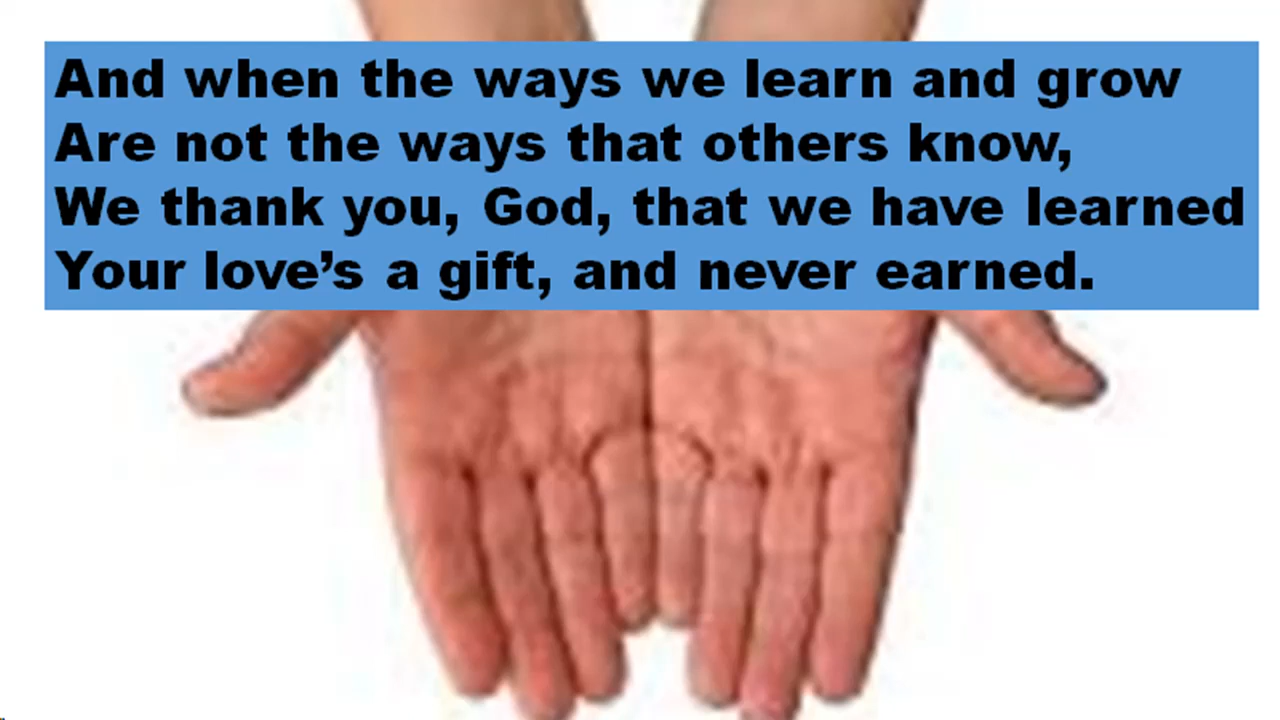 And when the ways we learn and grow
Are not the ways that others know,
We thank you, God, that we have learned
Your love’s a gift, and never earned.